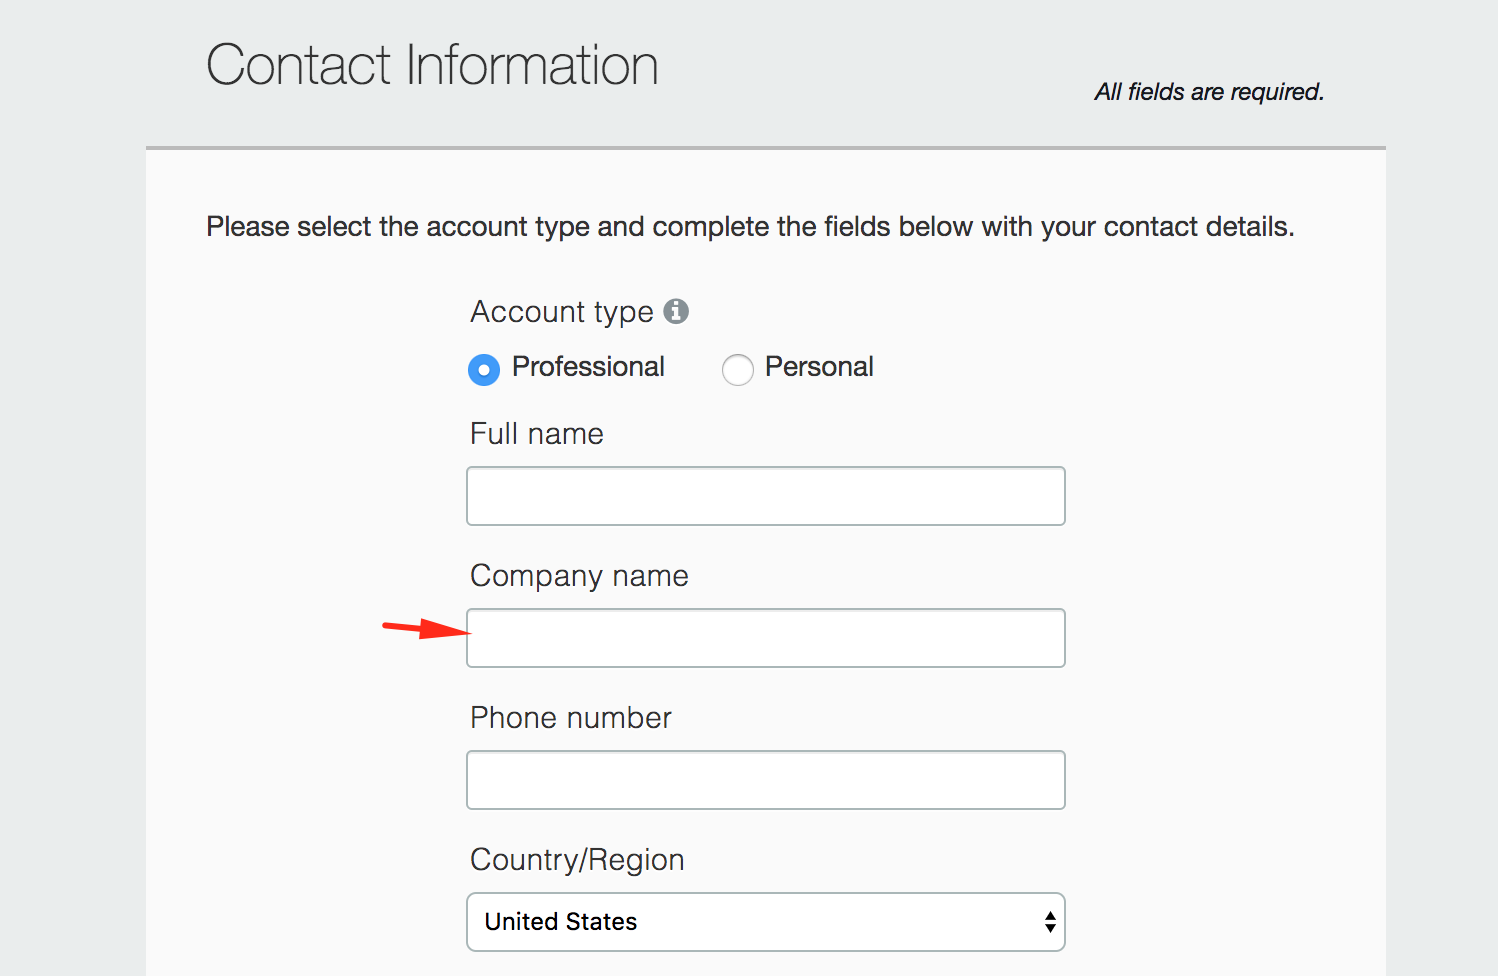 Contact Information
All fields are required.
Please select the account type and complete the fields below with your contact details.
Account type
Professional Personal
Full name
Company name
Phone number
Country/Region
United States